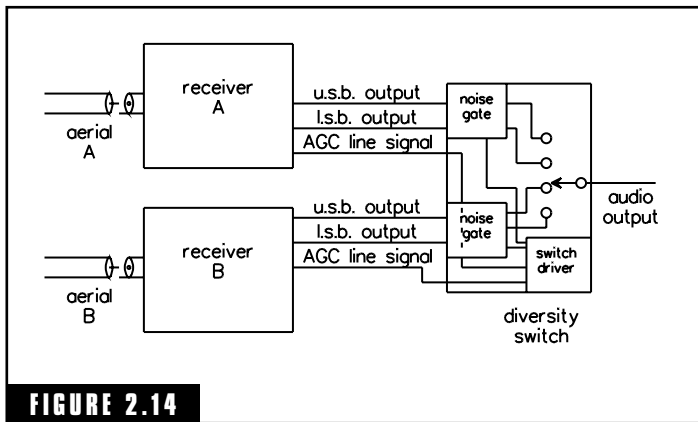 receiver
A
aerial
A
u.s.b. output
l.s.b. output
AGC line signal
noise
gate
receiver
B
aerial
B
u.s.b. output
l.s.b. output
AGC line signal
noise
gate
switch
driver
audio
output
diversity
switch
FIGURE 2.14